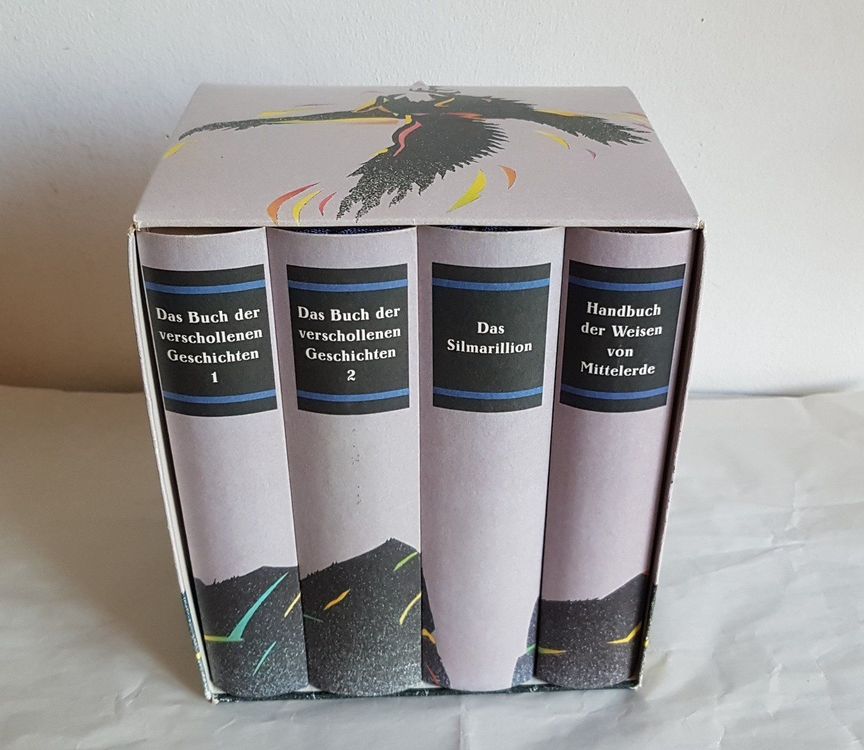 Das Buch der
verschollenen
Geschichten
1
Das Buch der
verschollenen
Geschichten
2
Das
Silmarillion
Handbuch
der Weisen
von
Mittelerde